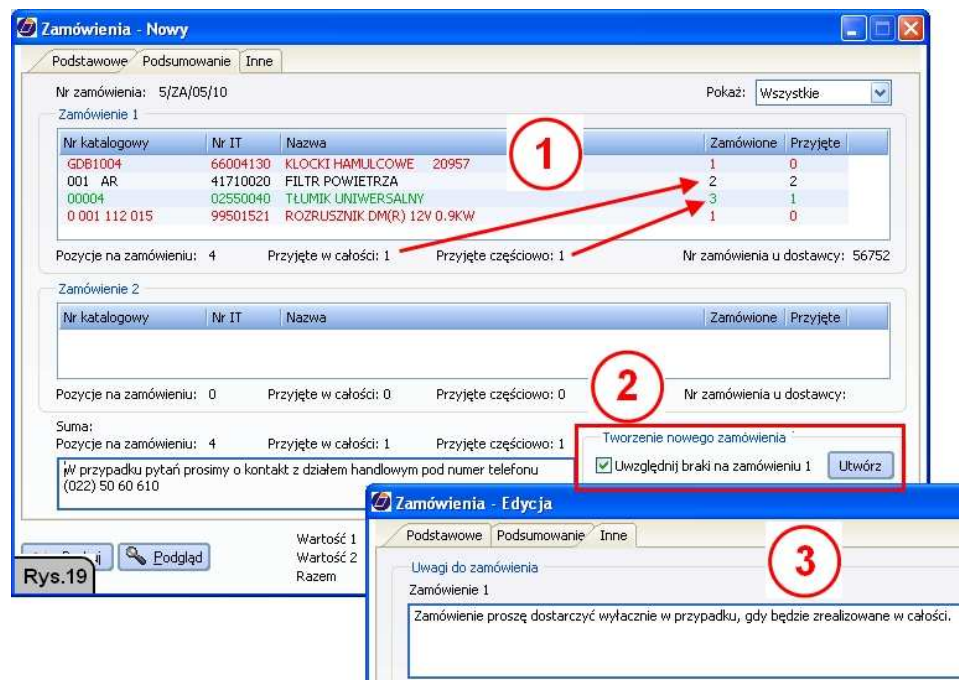 Zamówienia - Nowy
Podstawowe Podsumowanie Inne
Nr zamówienia: 5/ZA/05/10 Pokaż: Wszystkie
Zamówienie 1
Nr katalogowy Nr IT Nazwa Zamówione Przyjęte
GDB1004 66004130 KLOCKI HAMULCOWE 20957 1 0
001 AR 41710020 FILTR POWIETRZA 2 2
00004 02550040 TŁUMIK UNIWERSALNY 3 1
0 001 112 015 99501521 ROZRUSZNIK DM(R) 12V 0.9KW 1 0
1
Pozycje na zamówieniu: 4 Przyjęte w całości: 1 Przyjęte częściowo: 1 Nr zamówienia u dostawcy: 56752
Zamówienie 2
Nr katalogowy Nr IT Nazwa Zamówione Przyjęte
Pozycje na zamówieniu: 0 Przyjęte w całości: 0 Przyjęte częściowo: 0 Nr zamówienia u dostawcy:
2
Suma:
Pozycje na zamówieniu: 4 Przyjęte w całości: 1 Przyjęte częściowo: 1
Tworzenie nowego zamówienia
Uwzględnij braki na zamówieniu 1 Utwórz
W przypadku pytań prosimy o kontakt z działem handlowym pod numer telefonu
(022) 50 60 610
Podgląd
Wartość 1
Wartość 2
Razem
Rys.19
Zamówienia - Edycja
Podstawowe Podsumowanie Inne
3
Uwagi do zamówienia
Zamówienie 1
Zamówienie proszę dostarczyć wyłacznie w przypadku, gdy będzie zrealizowane w całości.